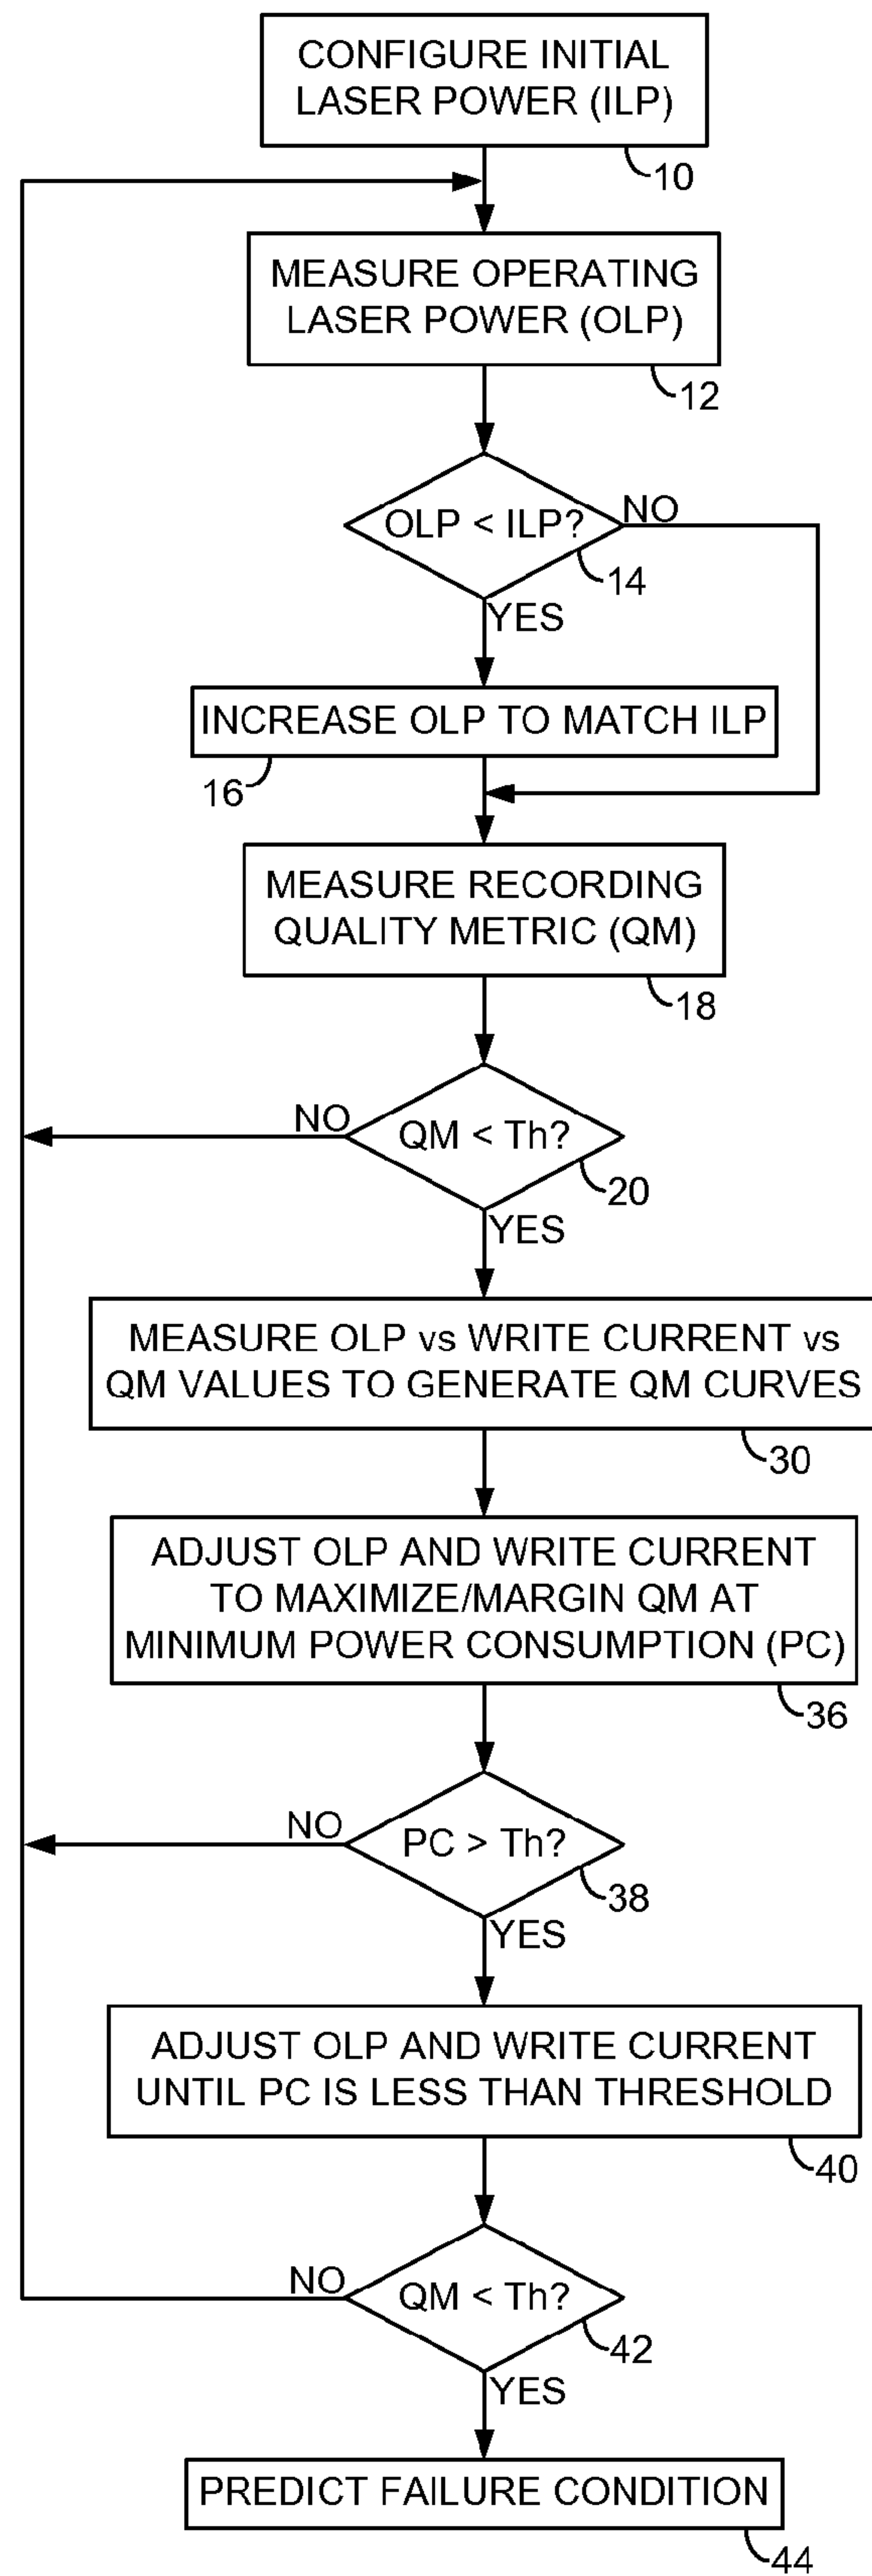 CONFIGURE INITIAL
LASER POWER (ILP)
10
MEASURE OPERATING
LASER POWER (OLP)
12
OLP < ILP?
NO
14
YES
INCREASE OLP TO MATCH ILP
16
MEASURE RECORDING
QUALITY METRIC (QM)
18
NO
QM < Th?
20
YES
MEASURE OLP vs WRITE CURRENT vs
QM VALUES TO GENERATE QM CURVES
30
ADJUST OLP AND WRITE CURRENT
TO MAXIMIZE/MARGIN QM AT
MINIMUM POWER CONSUMPTION (PC)
36
NO
PC > Th?
38
YES
ADJUST OLP AND WRITE CURRENT
UNTIL PC IS LESS THAN THRESHOLD
40
NO
QM < Th?
42
YES
PREDICT FAILURE CONDITION
44